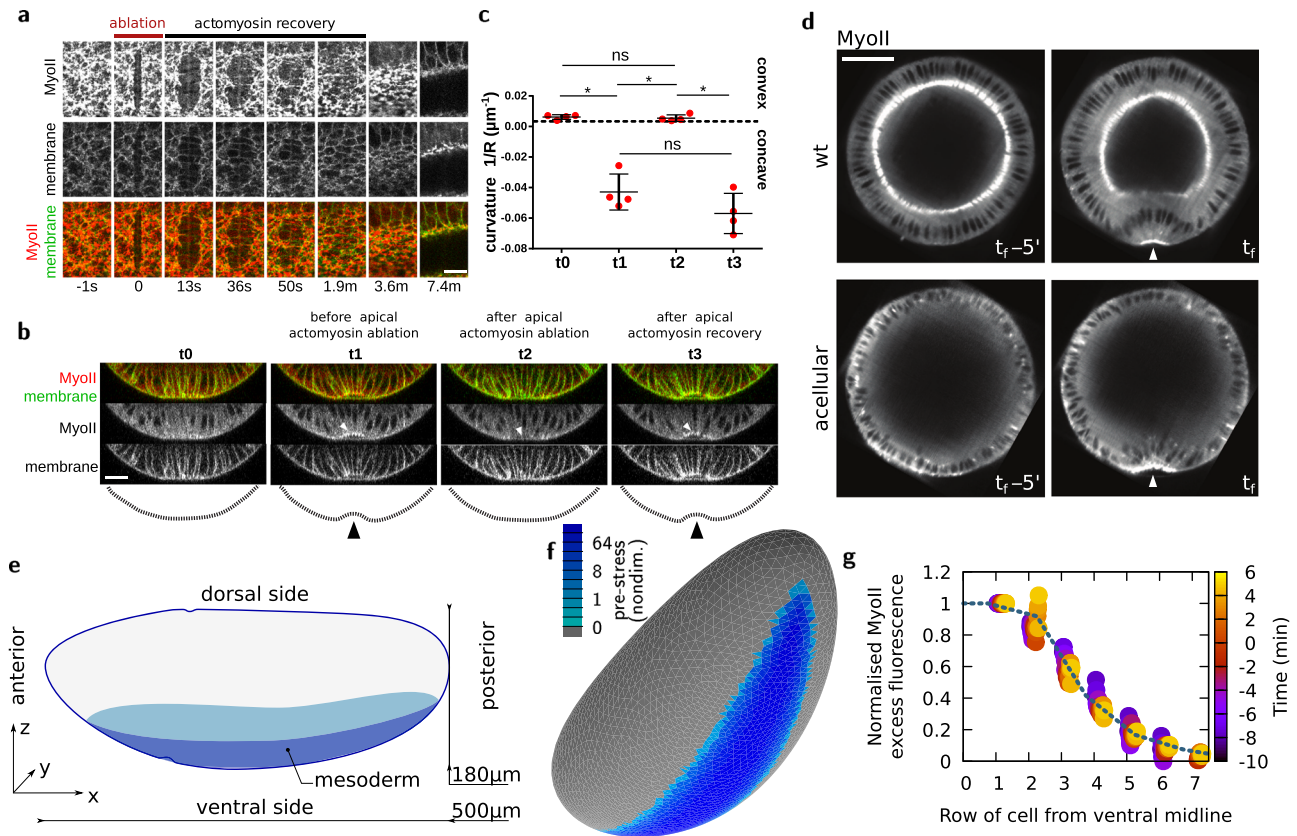 a
ablation
actomyosin recovery
MyoII
membrane
MyoII
membrane
-1s 0 13s 36s 50s 1.9m 3.6m 7.4m
b
before apical
actomyosin ablation
after apical
actomyosin ablation
after apical
actomyosin recovery
t0 t1 t2 t3
MyoII
membrane
MyoII
membrane
c
ns
* * *
ns
convex
concave
curvature 1/R (µm⁻¹)
0.02
0.00
-0.02
-0.04
-0.06
-0.08
t0 t1 t2 t3
d
MyoII
wt
t_f–5'
t_f
acellular
t_f–5'
t_f
e
dorsal side
anterior
posterior
z
y
x
mesoderm
180µm
ventral side
500µm
f
64
8
1
0
pre-stress
(nondim.)
g
Normalised MyoII
excess fluorescence
1.2
1
0.8
0.6
0.4
0.2
0
0 1 2 3 4 5 6 7
Row of cell from ventral midline
6
4
2
0
-2
-4
-6
-8
-10
Time (min)